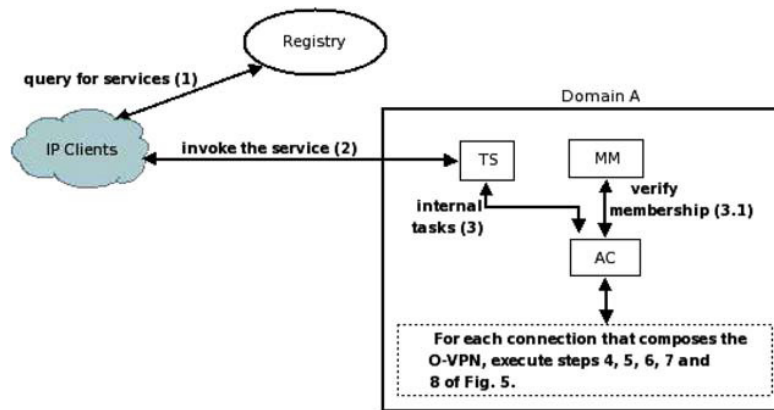 Registry
query for services (1)
IP Clients
invoke the service (2)
Domain A
TS
MM
internal
tasks (3)
verify
membership (3.1)
AC
For each connection that composes the
O-VPN, execute steps 4, 5, 6, 7 and
8 of Fig. 5.